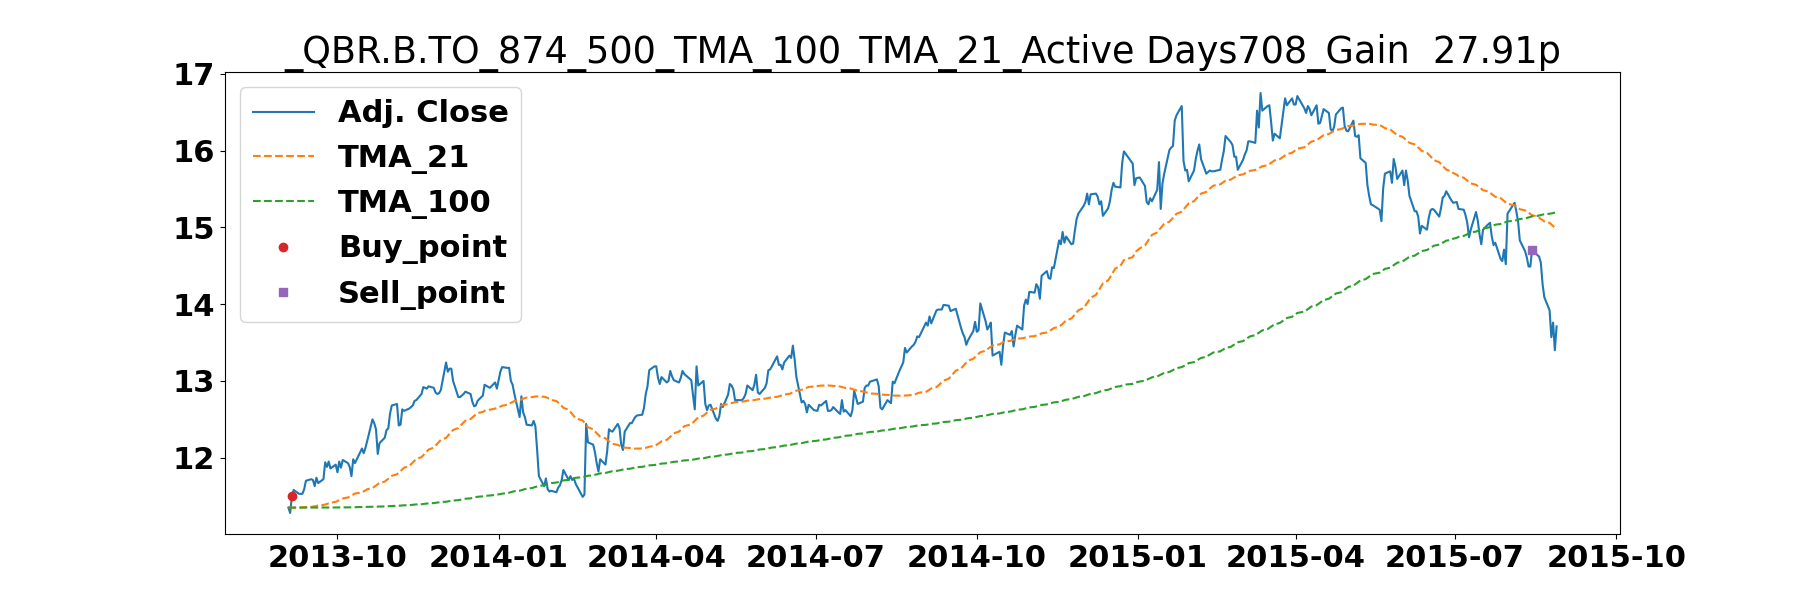 _QBR.B.TO_874_500_TMA_100_TMA_21_Active Days708_Gain  27.91p
17
16
15
14
13
12
Adj. Close
TMA_21
TMA_100
Buy_point
Sell_point
2013-10 2014-01 2014-04 2014-07 2014-10 2015-01 2015-04 2015-07 2015-10